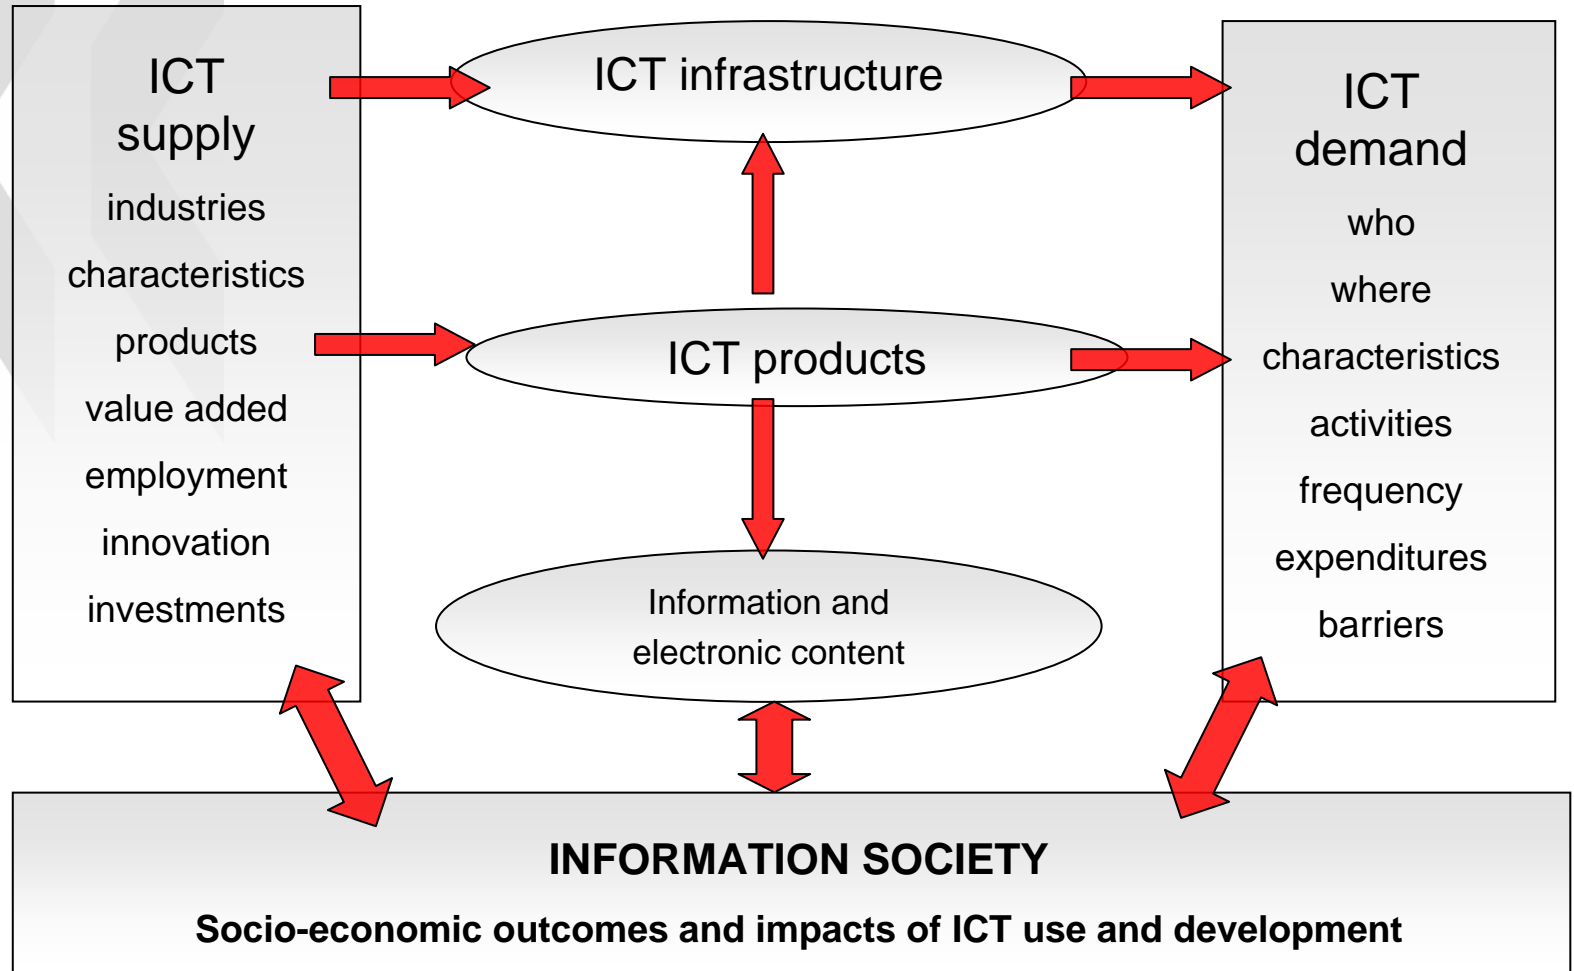 ICT
supply
industries
characteristics
products
value added
employment
innovation
investments
ICT infrastructure
ICT products
Information and
electronic content
ICT
demand
who
where
characteristics
activities
frequency
expenditures
barriers
INFORMATION SOCIETY
Socio-economic outcomes and impacts of ICT use and development